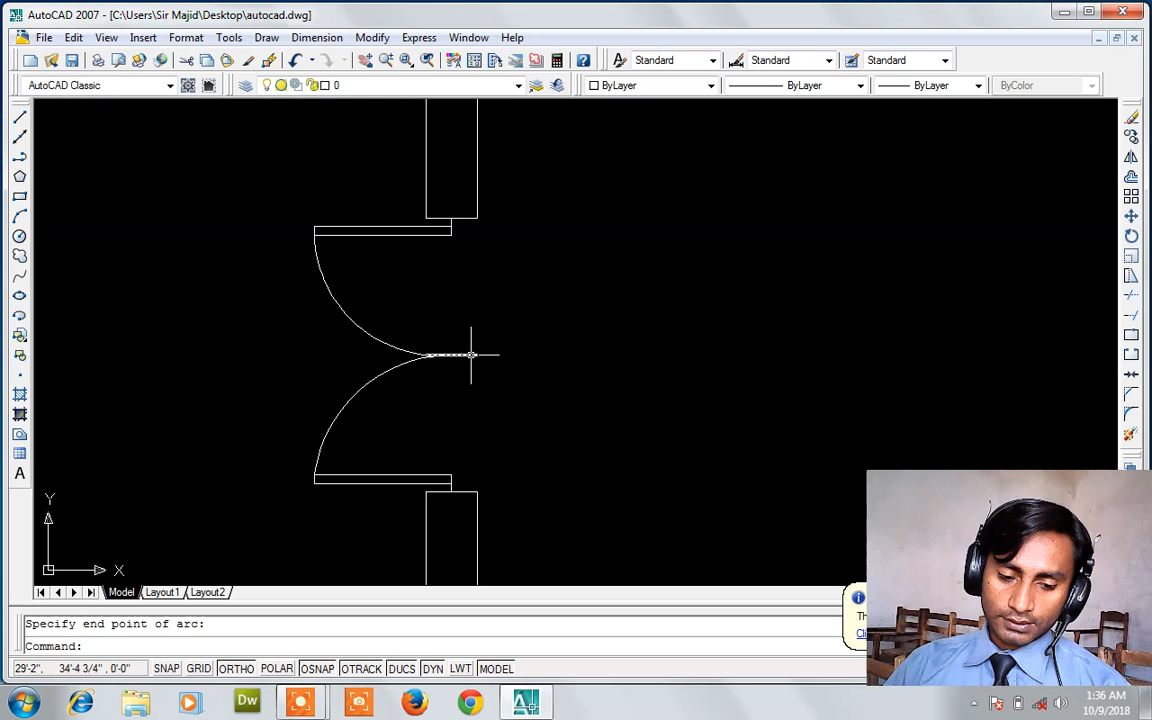 AutoCAD 2007 - [C:\Users\Sir Majid\Desktop\autocad.dwg]
File Edit View Insert Format Tools Draw Dimension Modify Express Window Help
Standard Standard Standard
AutoCAD Classic 0 ByLayer ByLayer ByLayer ByColor
A
Y
X
Model Layout1 Layout2
Specify end point of arc:
Command:
Th
Cli
29'-2", 34'-4 3/4", 0'-0" SNAP GRID ORTHO POLAR OSNAP OTRACK DUCS DYN LWT MODEL
Dw
1:36 AM
10/9/2018